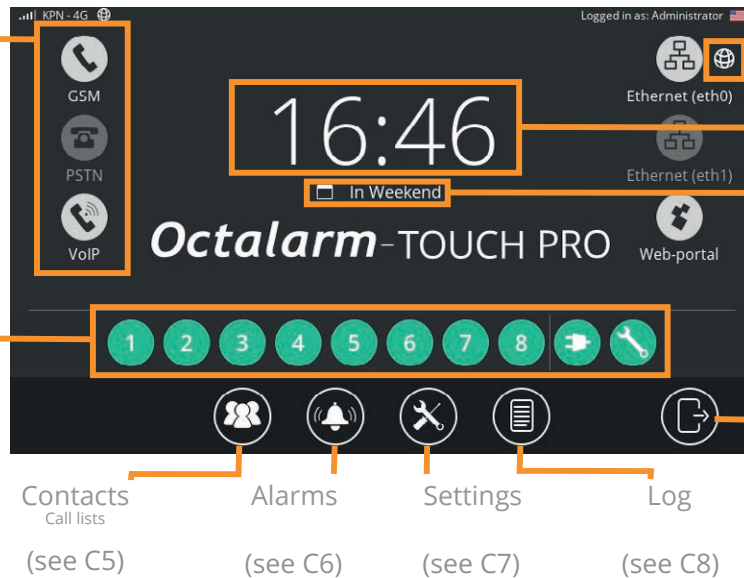 KPN - 4G
Logged in as: Administrator
GSM
PSTN
VoIP
16:46
In Weekend
Octalarm-TOUCH PRO
Ethernet (eth0)
Ethernet (eth1)
Web-portal
1 2 3 4 5 6 7 8
Contacts
Call lists
(see C5)
Alarms
(see C6)
Settings
(see C7)
Log
(see C8)